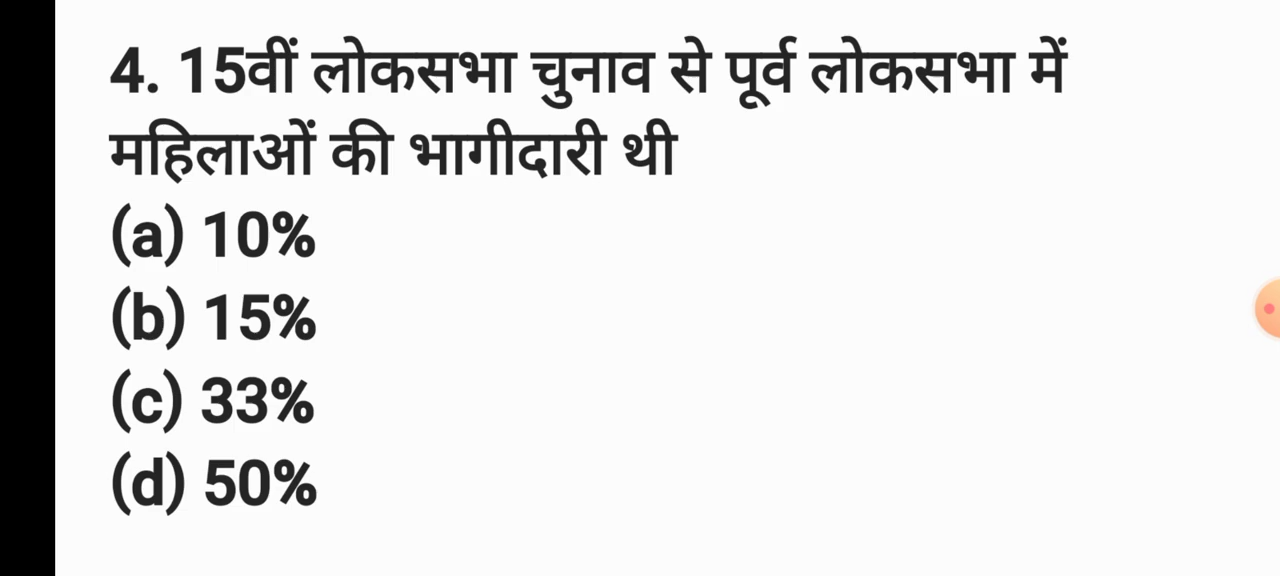 4. 15वीं लोकसभा चुनाव से पूर्व लोकसभा में
महिलाओं की भागीदारी थी
(a) 10%
(b) 15%
(c) 33%
(d) 50%